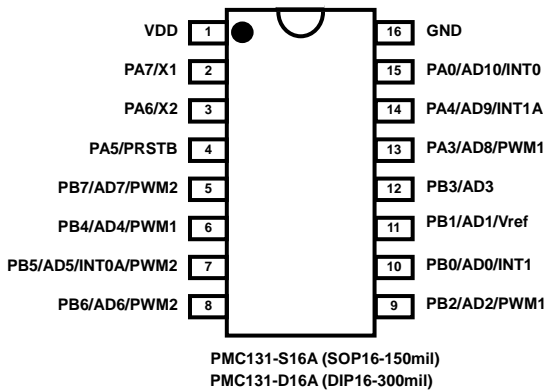 VDD 1 16 GND
PA7/X1 2 15 PA0/AD10/INT0
PA6/X2 3 14 PA4/AD9/INT1A
PA5/PRSTB 4 13 PA3/AD8/PWM1
PB7/AD7/PWM2 5 12 PB3/AD3
PB4/AD4/PWM1 6 11 PB1/AD1/Vref
PB5/AD5/INT0A/PWM2 7 10 PB0/AD0/INT1
PB6/AD6/PWM2 8 9 PB2/AD2/PWM1
PMC131-S16A (SOP16-150mil)
PMC131-D16A (DIP16-300mil)